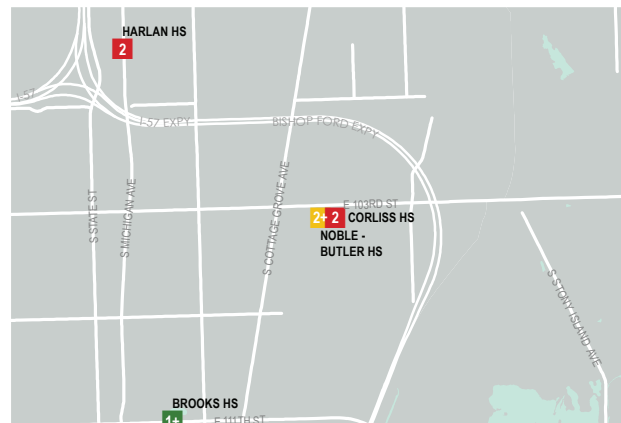 HARLAN HS
2
I-57
I-57 EXPY
BISHOP FORD EXPY
S STATE ST
S MICHIGAN AVE
S COTTAGE GROVE AVE
E 103RD ST
2+ 2 CORLISS HS
NOBLE -
BUTLER HS
S STONY ISLAND AVE
BROOKS HS
1+
E 111TH ST